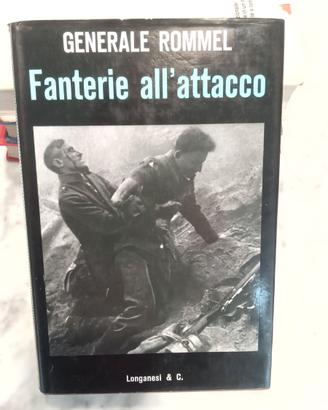 GENERALE ROMMEL
Fanterie all'attacco
Longanesi & C.